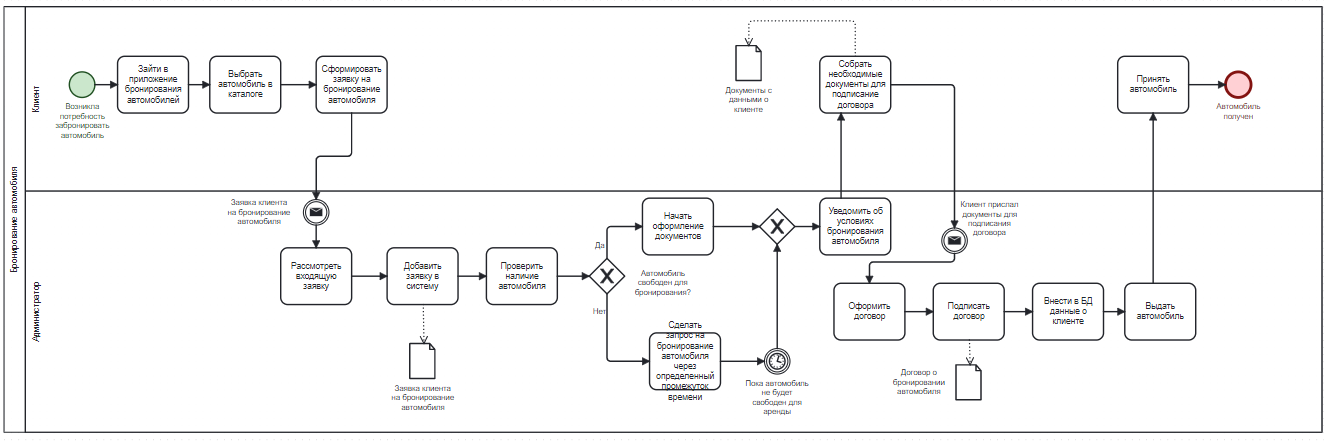 Бронирование автомобиля
Клиент
Возникла
потребность
забронировать
автомобиль
Зайти в
приложение
бронирования
автомобилей
Выбрать
автомобиль в
каталоге
Сформировать
заявку на
бронирование
автомобиля
Документы с
данными о
клиенте
Собрать
необходимые
документы для
подписание
договора
Принять
автомобиль
Автомобиль
получен
Администратор
Заявка клиента
на бронирование
автомобиля
Рассмотреть
входящую
заявку
Добавить
заявку в
систему
Заявка клиента
на бронирование
автомобиля
Проверить
наличие
автомобиля
Да
Нет
Автомобиль
свободен для
бронирования?
Начать
оформление
документов
Сделать
запрос на
бронирование
автомобиля
через
определенный
промежуток
времени
Пока автомобиль
не будет
свободен для
аренды
Уведомить об
условиях
бронирования
автомобиля
Клиент прислал
документы для
подписания
договора
Оформить
договор
Подписать
договор
Договор о
бронировании
автомобиля
Внести в БД
данные о
клиенте
Выдать
автомобиль